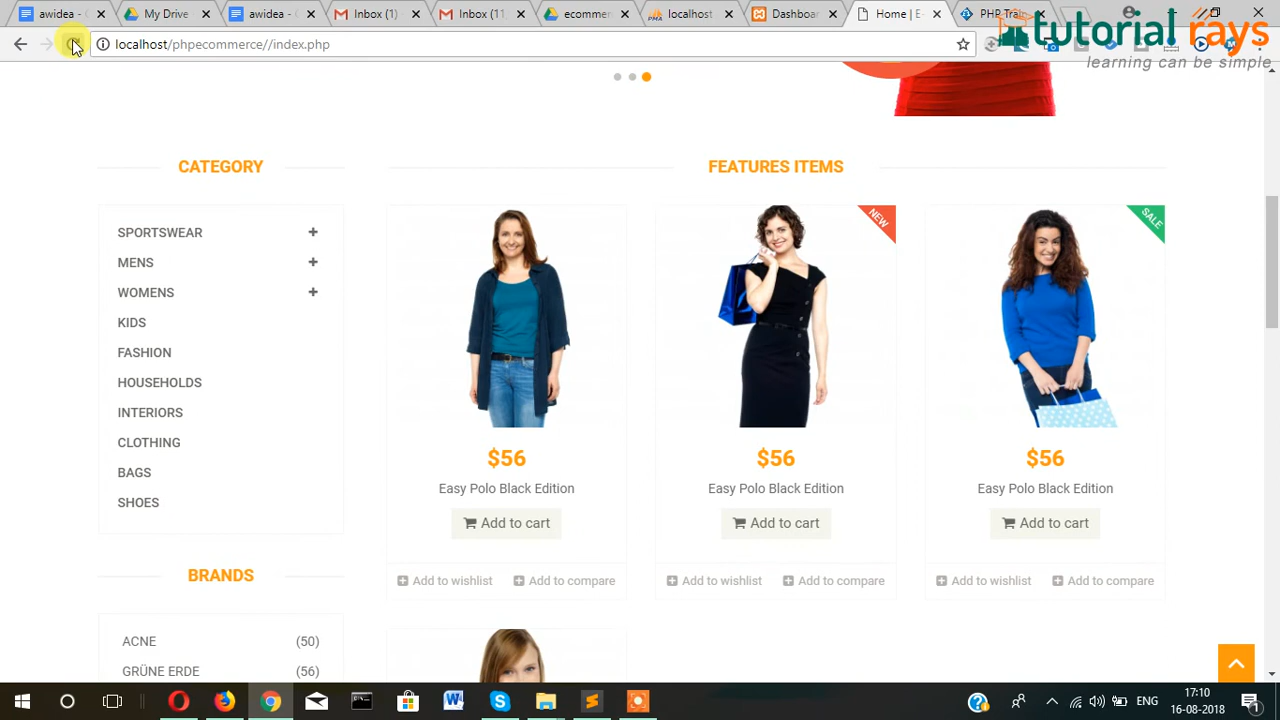 awidea -
awidea -
Inbox (1)
Inbox (1)
ecommer
localhost
Dashboar
Home | E
PHP Tra
tutorial rays
learning can be simple
localhost/phpecommerce//index.php
CATEGORY
FEATURES ITEMS
SPORTSWEAR
MENS
WOMENS
KIDS
FASHION
HOUSEHOLDS
INTERIORS
CLOTHING
BAGS
SHOES
NEW
SALE
$56 $56 $56
Easy Polo Black Edition Easy Polo Black Edition Easy Polo Black Edition
Add to cart Add to cart Add to cart
Add to wishlist Add to compare Add to wishlist Add to compare Add to wishlist Add to compare
BRANDS
ACNE (50)
GRÜNE ERDE (56)
ENG
17:10
16-08-2018